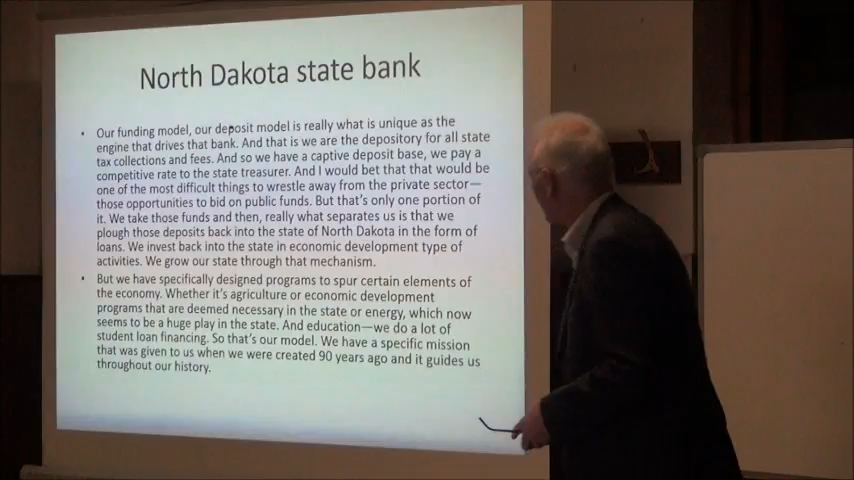 North Dakota state bank
• Our funding model, our deposit model is really what is unique as the
engine that drives that bank. And that is we are the depository for all state
tax collections and fees. And so we have a captive deposit base, we pay a
competitive rate to the state treasurer. And I would bet that that would be
one of the most difficult things to wrestle away from the private sector—
those opportunities to bid on public funds. But that's only one portion of
it. We take those funds and then, really what separates us is that we
plough those deposits back into the state of North Dakota in the form of
loans. We invest back into the state in economic development type of
activities. We grow our state through that mechanism.
• But we have specifically designed programs to spur certain elements of
the economy. Whether it's agriculture or economic development
programs that are deemed necessary in the state or energy, which now
seems to be a huge play in the state. And education—we do a lot of
student loan financing. So that's our model. We have a specific mission
that was given to us when we were created 90 years ago and it guides us
throughout our history.